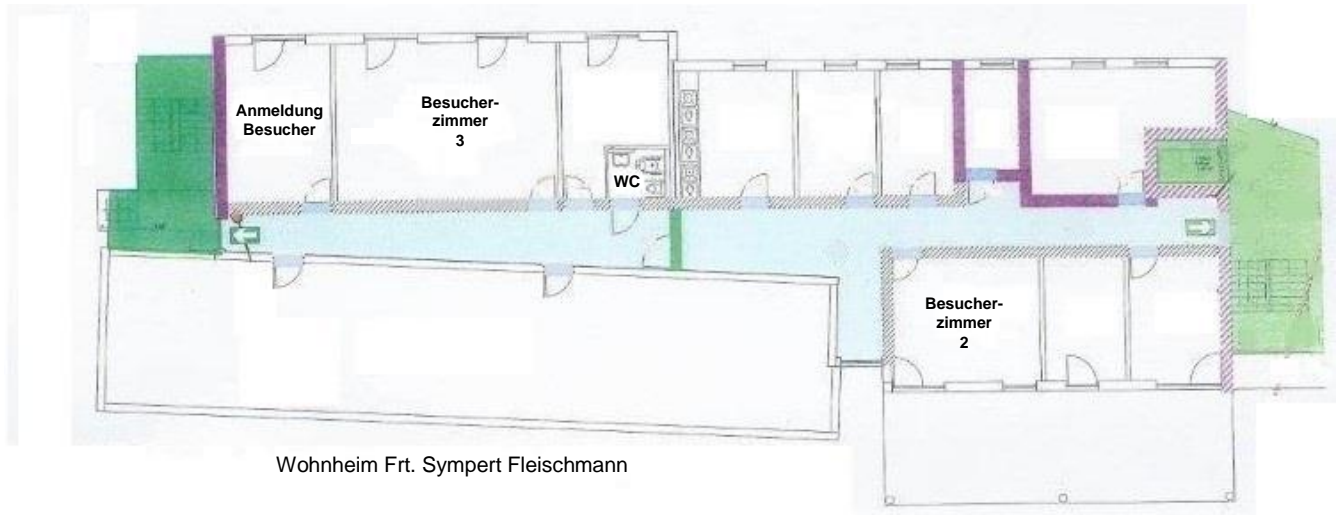 Anmeldung
Besucher
Besucher-
zimmer
3
WC
Besucher-
zimmer
2
Wohnheim Frt. Sympert Fleischmann